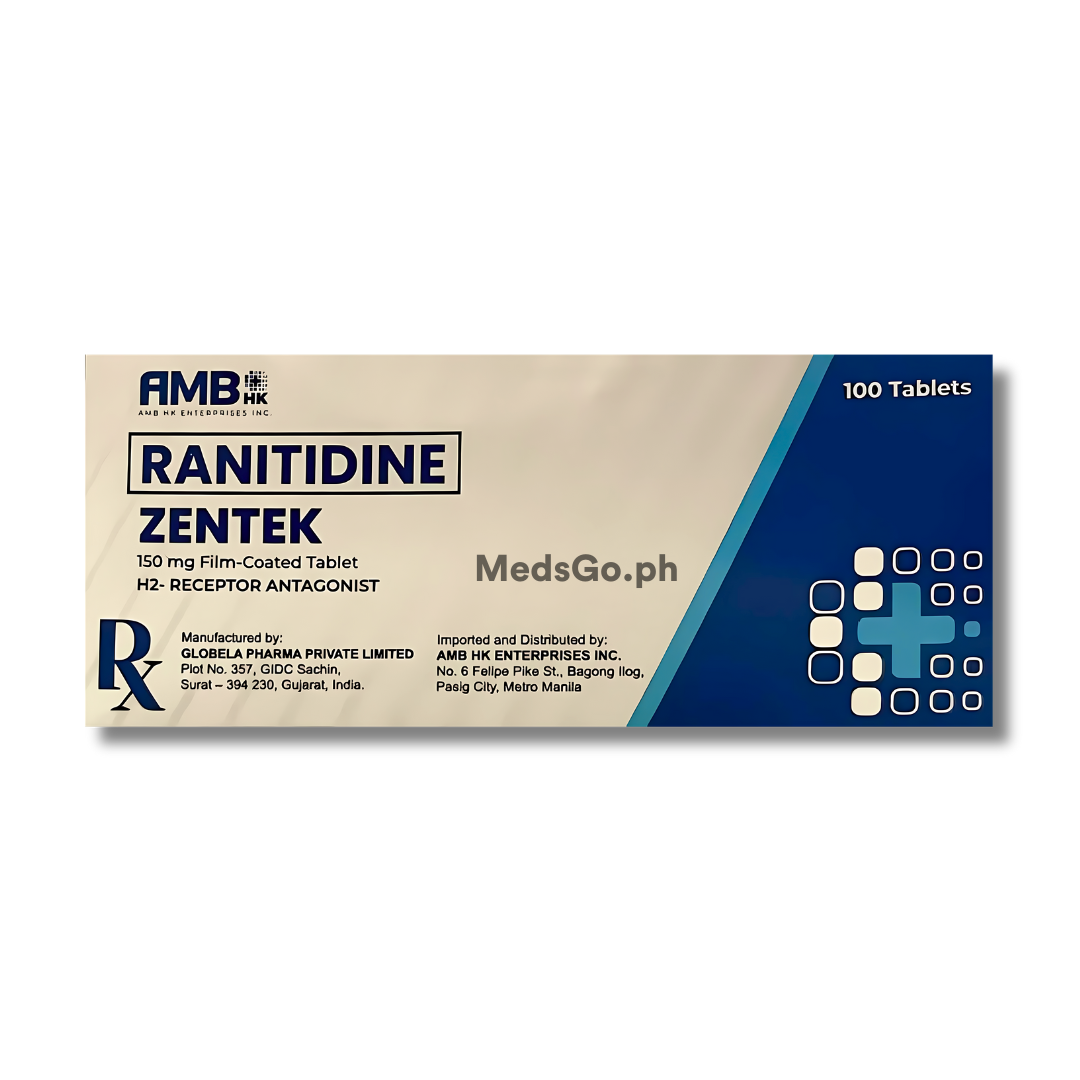 AMB HK
AMB HK ENTERPRISES INC.
100 Tablets
RANITIDINE
ZENTEK
150 mg Film-Coated Tablet
H2- RECEPTOR ANTAGONIST
MedsGo.ph
Rx
Manufactured by:
GLOBELA PHARMA PRIVATE LIMITED
Plot No. 357, GIDC Sachin,
Surat – 394 230, Gujarat, India.
Imported and Distributed by:
AMB HK ENTERPRISES INC.
No. 6 Felipe Pike St., Bagong Ilog,
Pasig City, Metro Manila